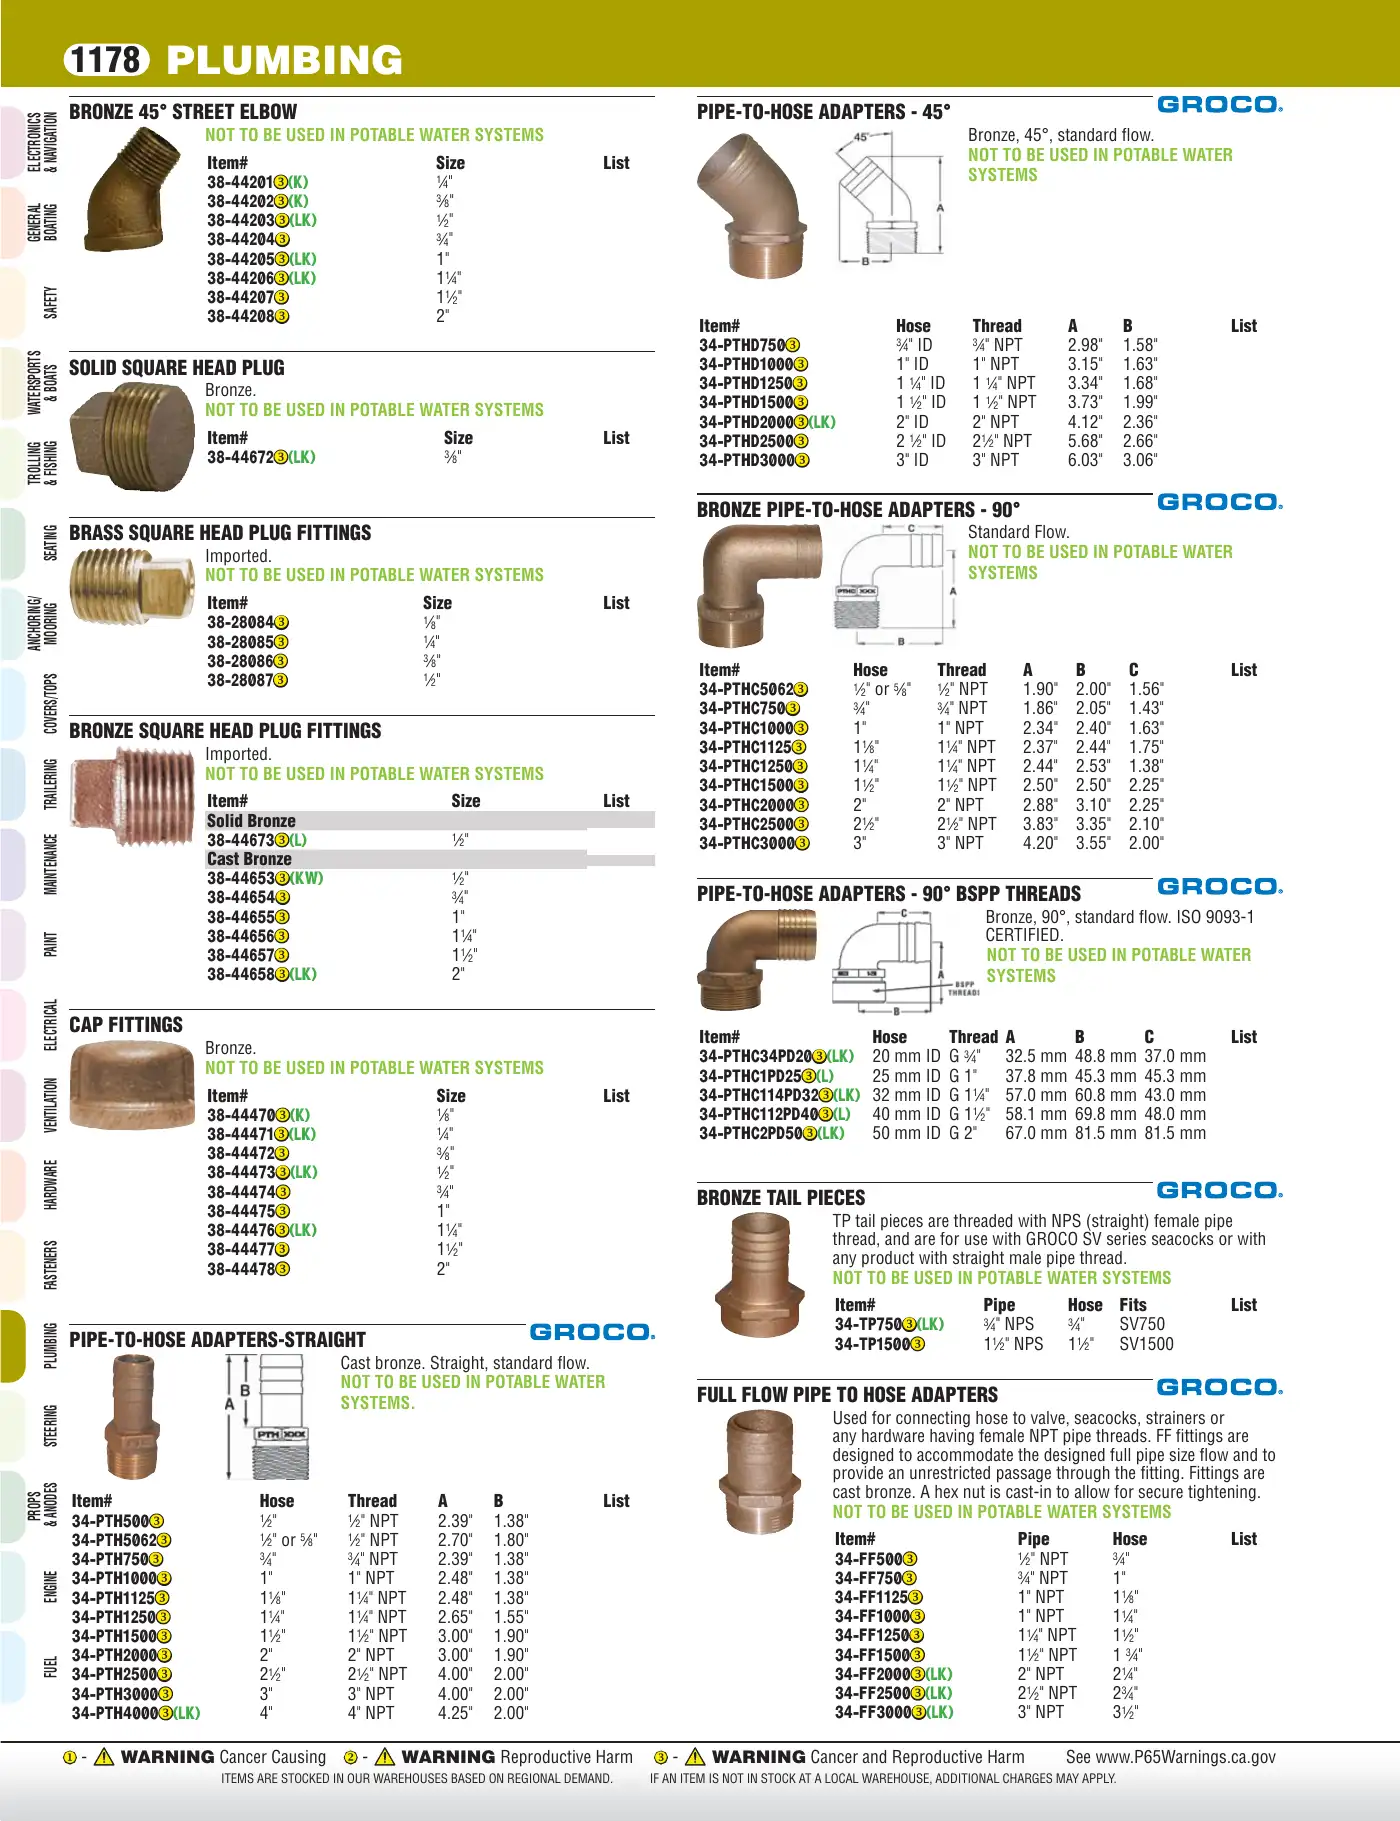 1178 PLUMBING
ELECTRONICS
& NAVIGATION
GENERAL
BOATING
SAFETY
WATERSPORTS
& BOATS
TROLLING
& FISHING
SEATING
ANCHORING/
MOORING
COVERS/TOPS
TRAILERING
MAINTENANCE
PAINT
ELECTRICAL
VENTILATION
HARDWARE
FASTENERS
PLUMBING
STEERING
PROPS
& ANODES
ENGINE
FUEL
BRONZE 45° STREET ELBOW
NOT TO BE USED IN POTABLE WATER SYSTEMS
Item# Size List
38-44201③(K) ¼"
38-44202③(K) ⅜"
38-44203③(LK) ½"
38-44204③ ¾"
38-44205③(LK) 1"
38-44206③(LK) 1¼"
38-44207③ 1½"
38-44208③ 2"
SOLID SQUARE HEAD PLUG
Bronze.
NOT TO BE USED IN POTABLE WATER SYSTEMS
Item# Size List
38-44672③(LK) ⅜"
BRASS SQUARE HEAD PLUG FITTINGS
Imported.
NOT TO BE USED IN POTABLE WATER SYSTEMS
Item# Size List
38-28084③ ⅛"
38-28085③ ¼"
38-28086③ ⅜"
38-28087③ ½"
BRONZE SQUARE HEAD PLUG FITTINGS
Imported.
NOT TO BE USED IN POTABLE WATER SYSTEMS
Item# Size List
Solid Bronze
38-44673③(L) ½"
Cast Bronze
38-44653③(KW) ½"
38-44654③ ¾"
38-44655③ 1"
38-44656③ 1¼"
38-44657③ 1½"
38-44658③(LK) 2"
CAP FITTINGS
Bronze.
NOT TO BE USED IN POTABLE WATER SYSTEMS
Item# Size List
38-44470③(K) ⅛"
38-44471③(LK) ¼"
38-44472③ ⅜"
38-44473③(LK) ½"
38-44474③ ¾"
38-44475③ 1"
38-44476③(LK) 1¼"
38-44477③ 1½"
38-44478③ 2"
PIPE-TO-HOSE ADAPTERS-STRAIGHT GROCO®
Cast bronze. Straight, standard flow.
NOT TO BE USED IN POTABLE WATER
SYSTEMS.
A B
PTH XXX
Item# Hose Thread A B List
34-PTH500③ ½" ½" NPT 2.39" 1.38"
34-PTH5062③ ½" or ⅝" ½" NPT 2.70" 1.80"
34-PTH750③ ¾" ¾" NPT 2.39" 1.38"
34-PTH1000③ 1" 1" NPT 2.48" 1.38"
34-PTH1125③ 1⅛" 1¼" NPT 2.48" 1.38"
34-PTH1250③ 1¼" 1¼" NPT 2.65" 1.55"
34-PTH1500③ 1½" 1½" NPT 3.00" 1.90"
34-PTH2000③ 2" 2" NPT 3.00" 1.90"
34-PTH2500③ 2½" 2½" NPT 4.00" 2.00"
34-PTH3000③ 3" 3" NPT 4.00" 2.00"
34-PTH4000③(LK) 4" 4" NPT 4.25" 2.00"
PIPE-TO-HOSE ADAPTERS - 45° GROCO®
Bronze, 45°, standard flow.
NOT TO BE USED IN POTABLE WATER
SYSTEMS
45°
A
B
Item# Hose Thread A B List
34-PTHD750③ ¾" ID ¾" NPT 2.98" 1.58"
34-PTHD1000③ 1" ID 1" NPT 3.15" 1.63"
34-PTHD1250③ 1 ¼" ID 1 ¼" NPT 3.34" 1.68"
34-PTHD1500③ 1 ½" ID 1 ½" NPT 3.73" 1.99"
34-PTHD2000③(LK) 2" ID 2" NPT 4.12" 2.36"
34-PTHD2500③ 2 ½" ID 2½" NPT 5.68" 2.66"
34-PTHD3000③ 3" ID 3" NPT 6.03" 3.06"
BRONZE PIPE-TO-HOSE ADAPTERS - 90° GROCO®
Standard Flow.
NOT TO BE USED IN POTABLE WATER
SYSTEMS
C
PTHC XXX
A
B
Item# Hose Thread A B C List
34-PTHC5062③ ½" or ⅝" ½" NPT 1.90" 2.00" 1.56"
34-PTHC750③ ¾" ¾" NPT 1.86" 2.05" 1.43"
34-PTHC1000③ 1" 1" NPT 2.34" 2.40" 1.63"
34-PTHC1125③ 1⅛" 1¼" NPT 2.37" 2.44" 1.75"
34-PTHC1250③ 1¼" 1¼" NPT 2.44" 2.53" 1.38"
34-PTHC1500③ 1½" 1½" NPT 2.50" 2.50" 2.25"
34-PTHC2000③ 2" 2" NPT 2.88" 3.10" 2.25"
34-PTHC2500③ 2½" 2½" NPT 3.83" 3.35" 2.10"
34-PTHC3000③ 3" 3" NPT 4.20" 3.55" 2.00"
PIPE-TO-HOSE ADAPTERS - 90° BSPP THREADS GROCO®
Bronze, 90°, standard flow. ISO 9093-1
CERTIFIED.
NOT TO BE USED IN POTABLE WATER
SYSTEMS
C
A
BSPP
THREADS
B
Item# Hose Thread A B C List
34-PTHC34PD20③(LK) 20 mm ID G ¾" 32.5 mm 48.8 mm 37.0 mm
34-PTHC1PD25③(L) 25 mm ID G 1" 37.8 mm 45.3 mm 45.3 mm
34-PTHC114PD32③(LK) 32 mm ID G 1¼" 57.0 mm 60.8 mm 43.0 mm
34-PTHC112PD40③(L) 40 mm ID G 1½" 58.1 mm 69.8 mm 48.0 mm
34-PTHC2PD50③(LK) 50 mm ID G 2" 67.0 mm 81.5 mm 81.5 mm
BRONZE TAIL PIECES GROCO®
TP tail pieces are threaded with NPS (straight) female pipe
thread, and are for use with GROCO SV series seacocks or with
any product with straight male pipe thread.
NOT TO BE USED IN POTABLE WATER SYSTEMS
Item# Pipe Hose Fits List
34-TP750③(LK) ¾" NPS ¾" SV750
34-TP1500③ 1½" NPS 1½" SV1500
FULL FLOW PIPE TO HOSE ADAPTERS GROCO®
Used for connecting hose to valve, seacocks, strainers or
any hardware having female NPT pipe threads. FF fittings are
designed to accommodate the designed full pipe size flow and to
provide an unrestricted passage through the fitting. Fittings are
cast bronze. A hex nut is cast-in to allow for secure tightening.
NOT TO BE USED IN POTABLE WATER SYSTEMS
Item# Pipe Hose List
34-FF500③ ½" NPT ¾"
34-FF750③ ¾" NPT 1"
34-FF1125③ 1" NPT 1⅛"
34-FF1000③ 1" NPT 1¼"
34-FF1250③ 1¼" NPT 1½"
34-FF1500③ 1½" NPT 1 ¾"
34-FF2000③(LK) 2" NPT 2¼"
34-FF2500③(LK) 2½" NPT 2¾"
34-FF3000③(LK) 3" NPT 3½"
① - ⚠ WARNING Cancer Causing ② - ⚠ WARNING Reproductive Harm ③ - ⚠ WARNING Cancer and Reproductive Harm See www.P65Warnings.ca.gov
ITEMS ARE STOCKED IN OUR WAREHOUSES BASED ON REGIONAL DEMAND. IF AN ITEM IS NOT IN STOCK AT A LOCAL WAREHOUSE, ADDITIONAL CHARGES MAY APPLY.